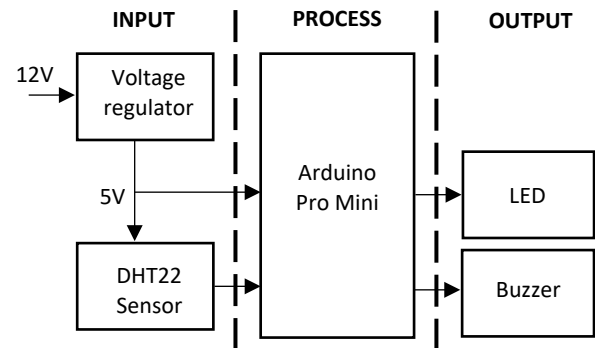 INPUT
PROCESS
OUTPUT
12V
Voltage
regulator
5V
DHT22
Sensor
Arduino
Pro Mini
LED
Buzzer